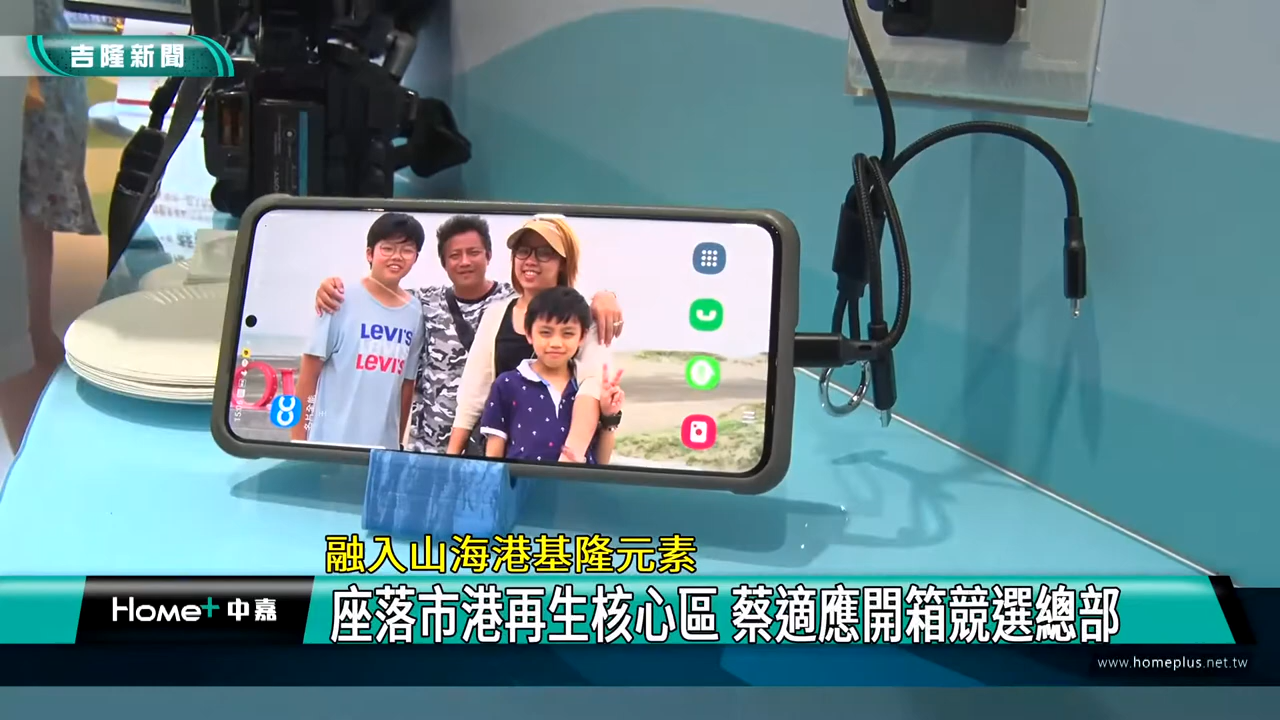 吉隆新聞
SONY
LEVI'S
LEVI'S
融入山海港基隆元素
Home+ 中嘉
座落市港再生核心區 蔡適應開箱競選總部
www.homeplus.net.tw